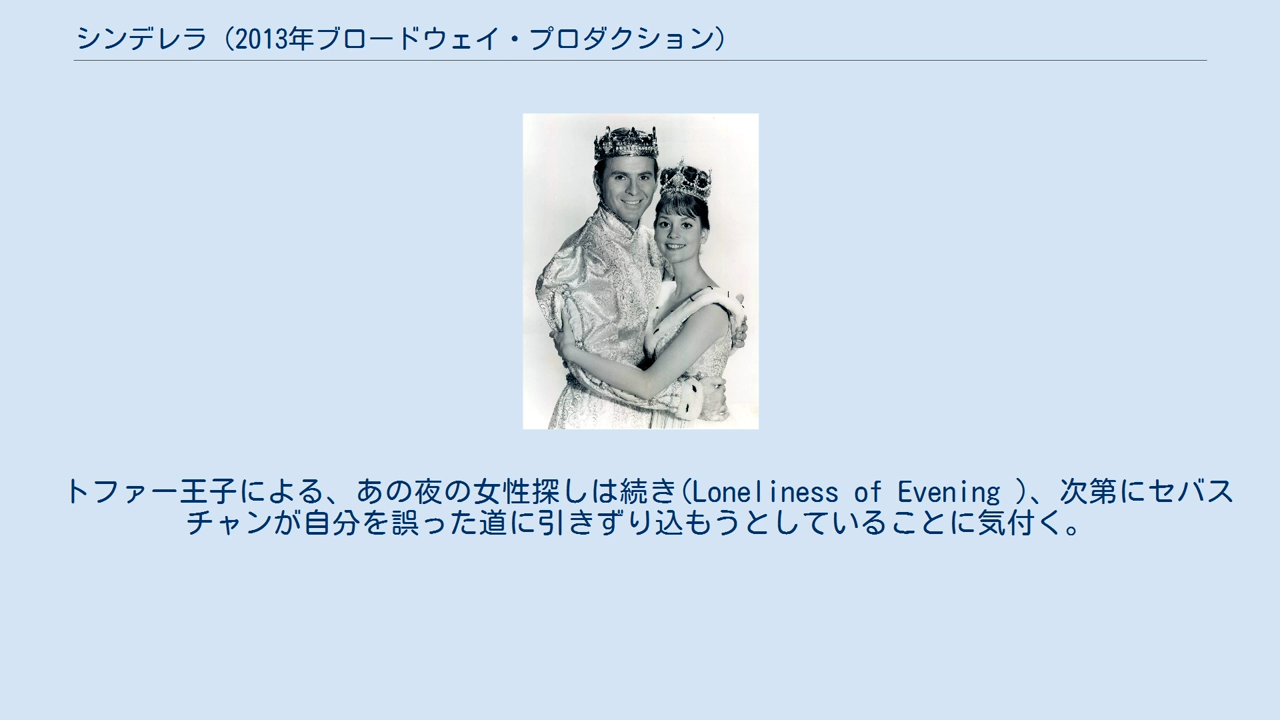 シンデレラ（2013年ブロードウェイ・プロダクション）
トファー王子による、あの夜の女性探しは続き(Loneliness of Evening )、次第にセバス
チャンが自分を誤った道に引きずり込もうとしていることに気付く。